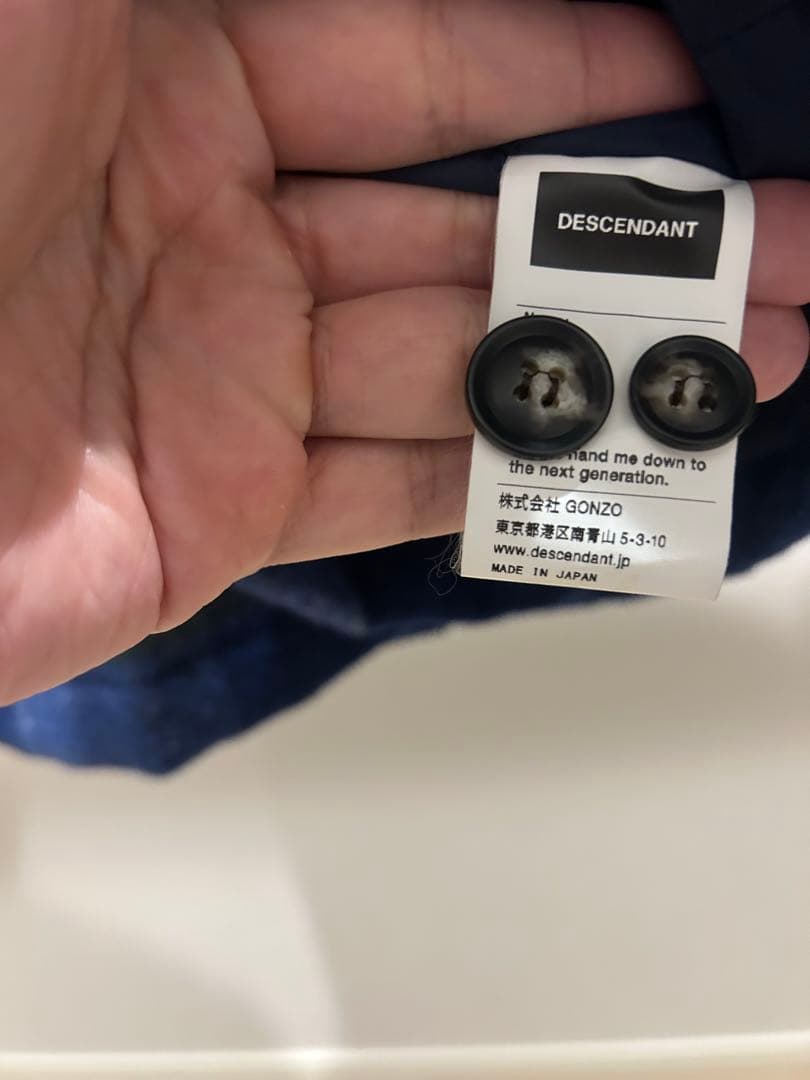 DESCENDANT
hand me down to
the next generation.
株式会社 GONZO
東京都港区南青山 5-3-10
www.descendant.jp
MADE IN JAPAN